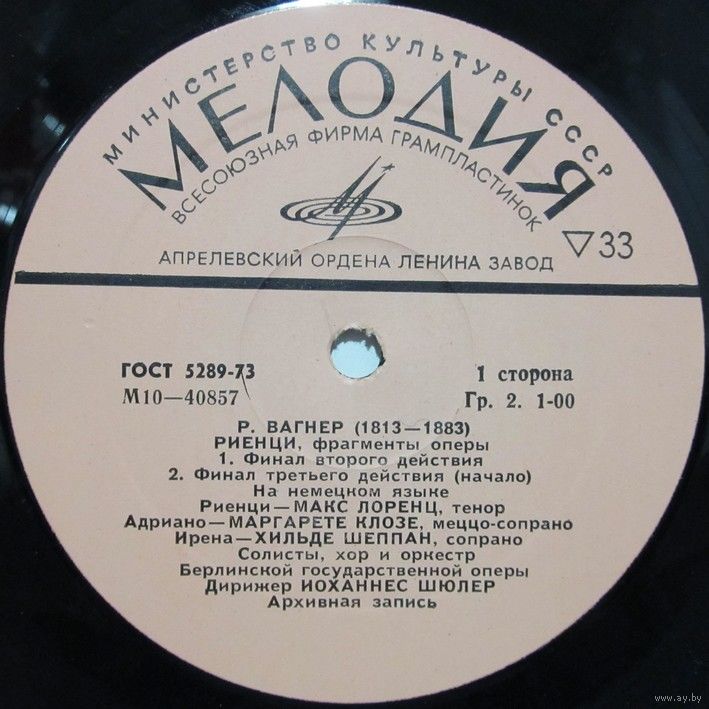 МИНИСТЕРСТВО КУЛЬТУРЫ СССР
МЕЛОДИЯ
ВСЕСОЮЗНАЯ ФИРМА ГРАМПЛАСТИНОК
▽33
АПРЕЛЕВСКИЙ ОРДЕНА ЛЕНИНА ЗАВОД
ГОСТ 5289-73
1 сторона
М10—40857
Гр. 2. 1-00
Р. ВАГНЕР (1813—1883)
РИЕНЦИ, фрагменты оперы
1. Финал второго действия
2. Финал третьего действия (начало)
На немецком языке
Риенци—МАКС ЛОРЕНЦ, тенор
Адриано—МАРГАРЕТЕ КЛОЗЕ, меццо-сопрано
Ирена—ХИЛЬДЕ ШЕППАН, сопрано
Солисты, хор и оркестр
Берлинской государственной оперы
Дирижер ИОХАННЕС ШЮЛЕР
Архивная запись
www.ay.by